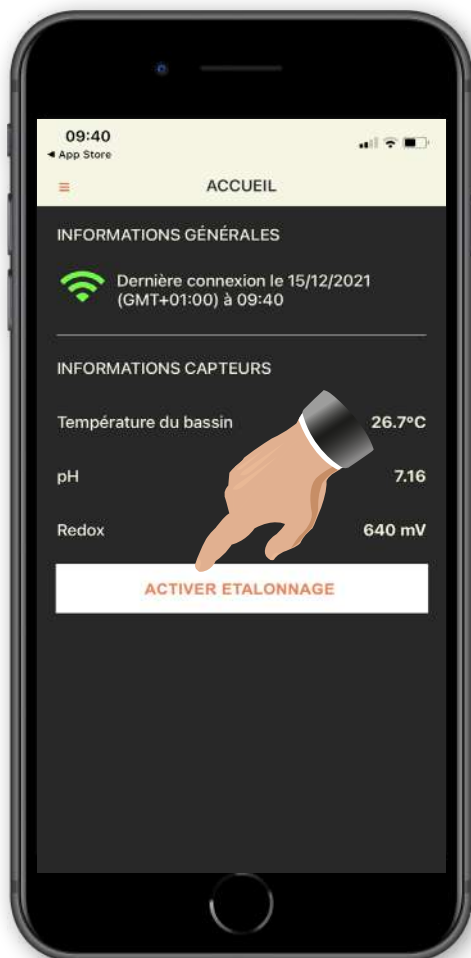 09:40
◄ App Store
ACCUEIL
INFORMATIONS GÉNÉRALES
Dernière connexion le 15/12/2021
(GMT+01:00) à 09:40
INFORMATIONS CAPTEURS
Température du bassin 26.7°C
pH 7.16
Redox 640 mV
ACTIVER ETALONNAGE